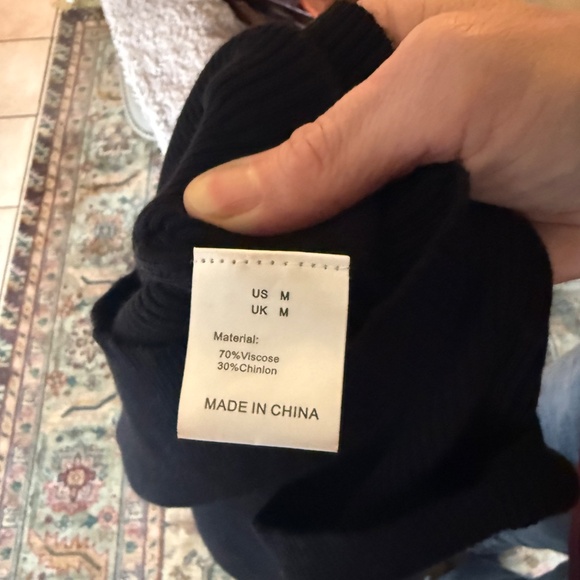 US M
UK M
Material:
70%Viscose
30%Chinlon
MADE IN CHINA